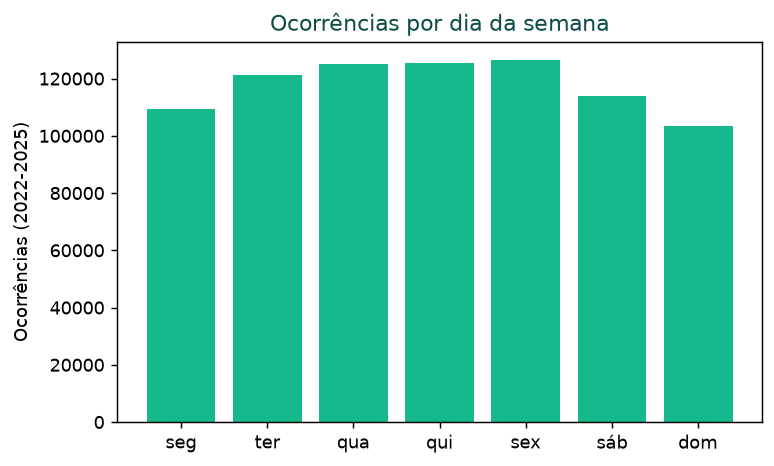 Ocorrências por dia da semana
Ocorrências (2022-2025)
120000
100000
80000
60000
40000
20000
0
seg ter qua qui sex sáb dom